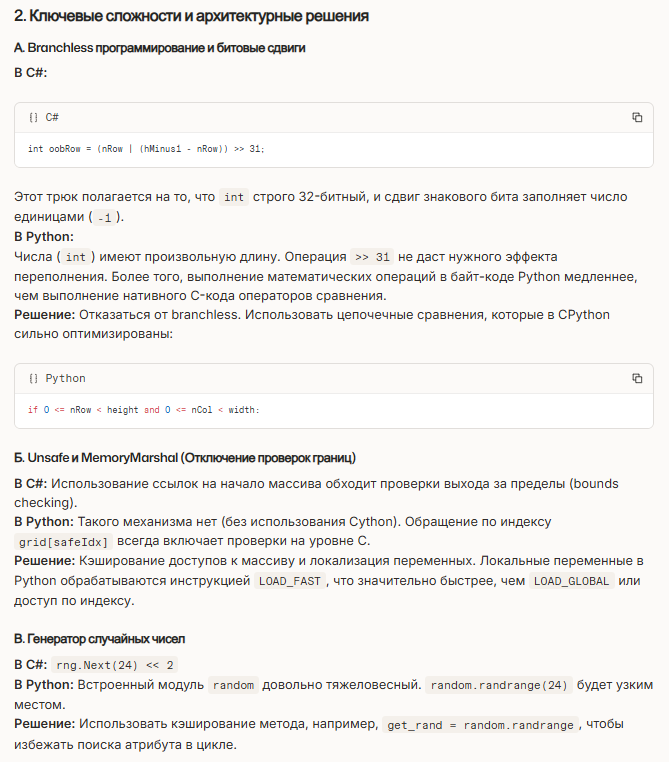 2. Ключевые сложности и архитектурные решения
А. Branchless программирование и битовые сдвиги
В C#:
{} C#
int oobRow = (nRow | (hMinus1 - nRow)) >> 31;
Этот трюк полагается на то, что int строго 32-битный, и сдвиг знакового бита заполняет число
единицами ( -1 ).
В Python:
Числа ( int ) имеют произвольную длину. Операция >> 31 не даст нужного эффекта
переполнения. Более того, выполнение математических операций в байт-коде Python медленнее,
чем выполнение нативного C-кода операторов сравнения.
Решение: Отказаться от branchless. Использовать цепочечные сравнения, которые в CPython
сильно оптимизированы:
{} Python
if 0 <= nRow < height and 0 <= nCol < width:
Б. Unsafe и MemoryMarshal (Отключение проверок границ)
В C#: Использование ссылок на начало массива обходит проверки выхода за пределы (bounds
checking).
В Python: Такого механизма нет (без использования Cython). Обращение по индексу
grid[safeIdx] всегда включает проверки на уровне C.
Решение: Кэширование доступов к массиву и локализация переменных. Локальные переменные в
Python обрабатываются инструкцией LOAD_FAST , что значительно быстрее, чем LOAD_GLOBAL или
доступ по индексу.
В. Генератор случайных чисел
В C#: rng.Next(24) << 2
В Python: Встроенный модуль random довольно тяжеловесный. random.randrange(24) будет узким
местом.
Решение: Использовать кэширование метода, например, get_rand = random.randrange , чтобы
избежать поиска атрибута в цикле.